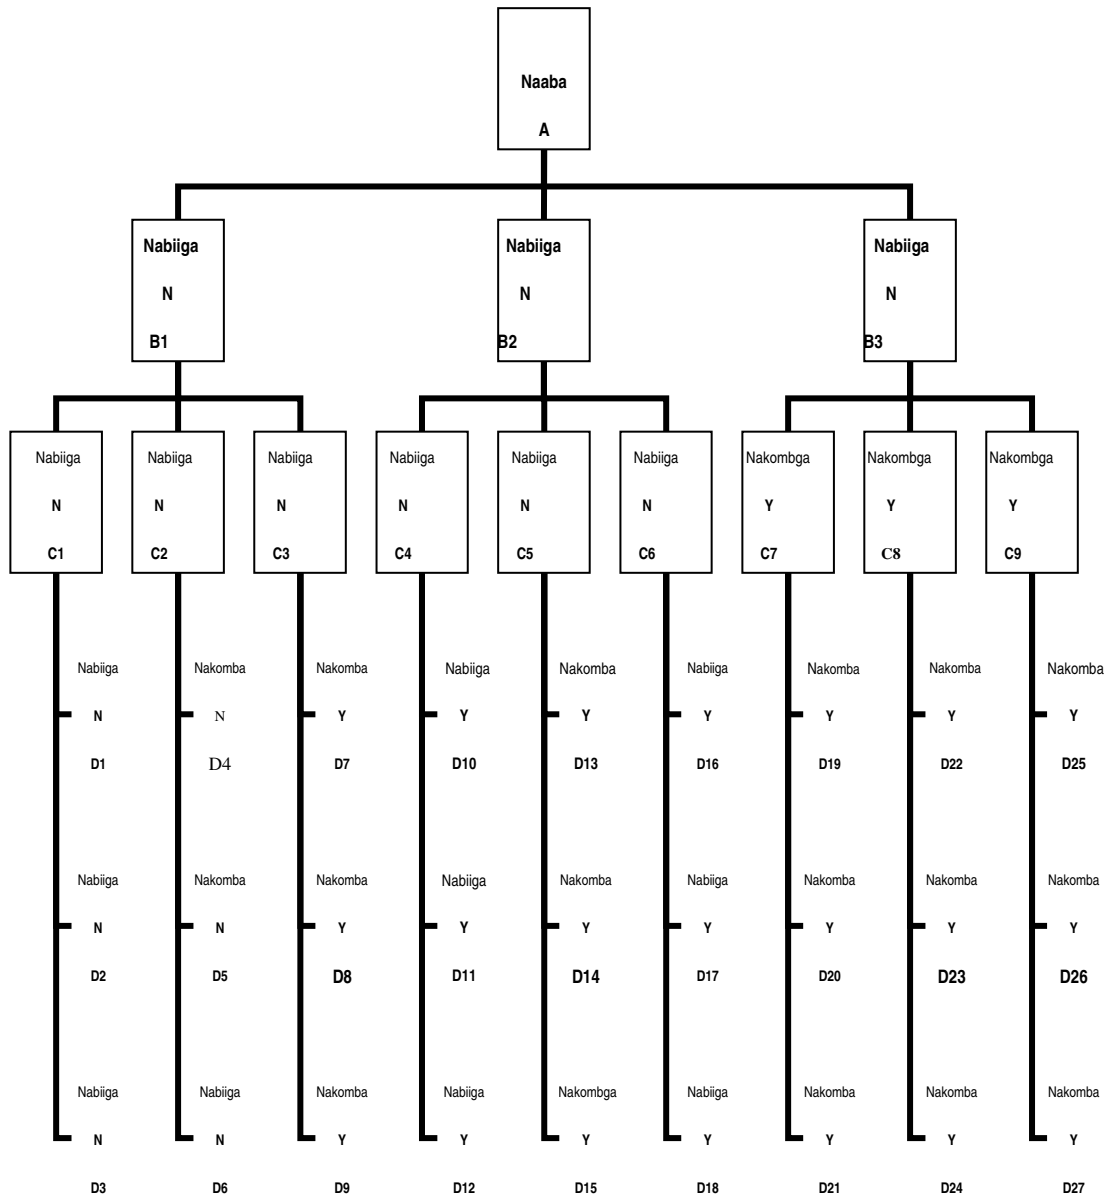 Naaba
A
Nabiiga Nabiiga Nabiiga
N N N
B1 B2 B3
Nabiiga Nabiiga Nabiiga Nabiiga Nabiiga Nabiiga Nakombga Nakombga Nakombga
N N N N N N Y Y Y
C1 C2 C3 C4 C5 C6 C7 C8 C9
Nabiiga Nakomba Nakomba Nabiiga Nakomba Nabiiga Nakomba Nakomba Nakomba
N N Y Y Y Y Y Y Y
D1 D4 D7 D10 D13 D16 D19 D22 D25
Nabiiga Nakomba Nakomba Nabiiga Nakomba Nabiiga Nakomba Nakomba Nakomba
N N Y Y Y Y Y Y Y
D2 D5 D8 D11 D14 D17 D20 D23 D26
Nabiiga Nabiiga Nakomba Nabiiga Nakombga Nabiiga Nakomba Nakomba Nakomba
N N Y Y Y Y Y Y Y
D3 D6 D9 D12 D15 D18 D21 D24 D27